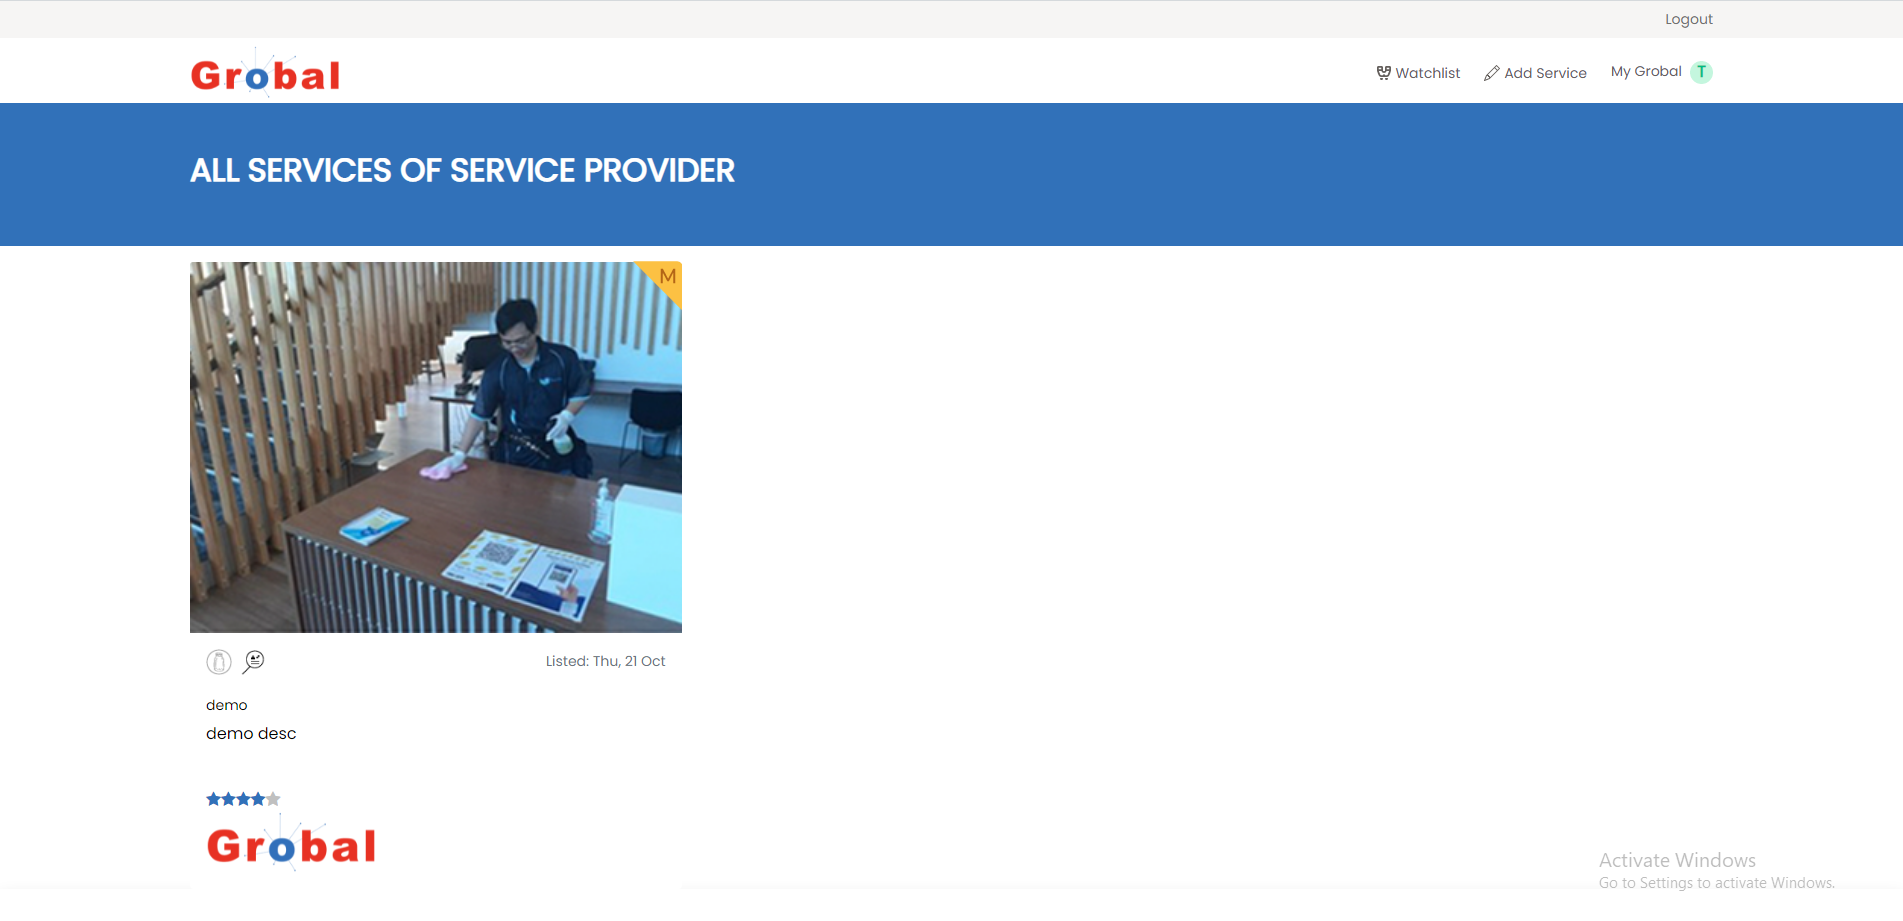 Logout
Grobal
Watchlist
Add Service
My Grobal T
ALL SERVICES OF SERVICE PROVIDER
M
Listed: Thu, 21 Oct
demo
demo desc
Grobal
Activate Windows
Go to Settings to activate Windows.